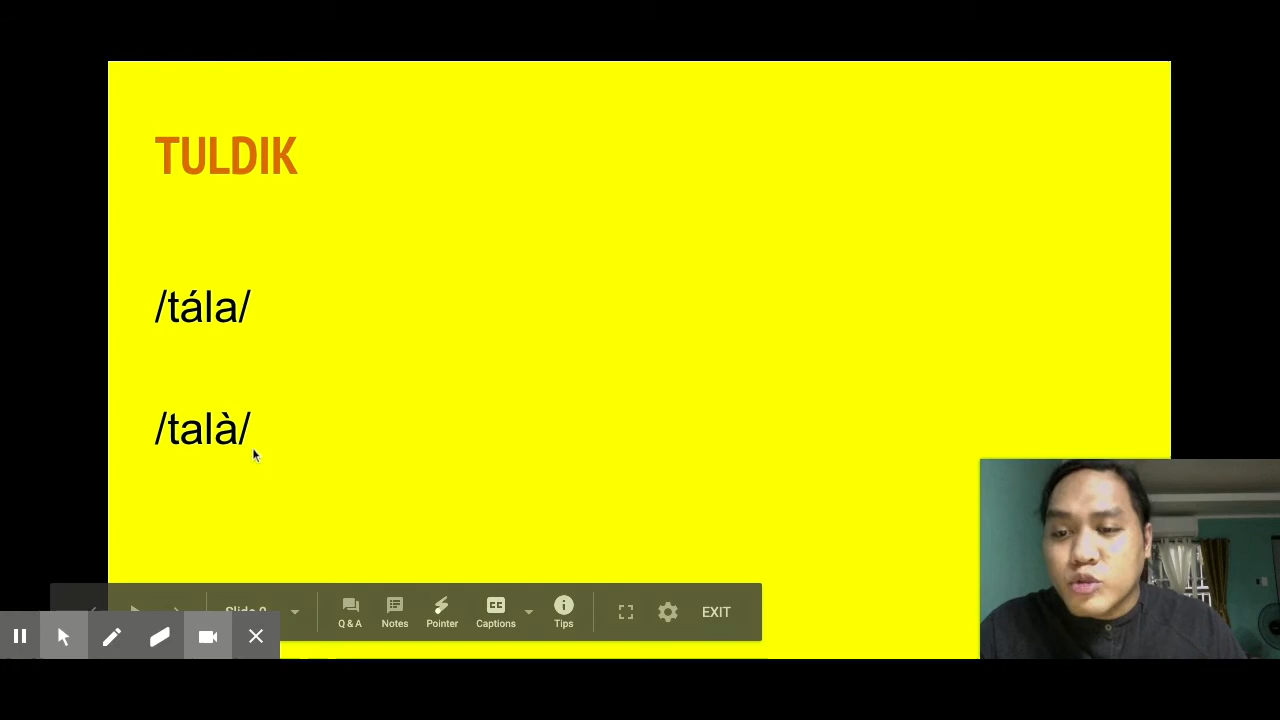 TULDIK
/tála/
/talà/
Q & A
Notes
Pointer
Captions
Tips
EXIT